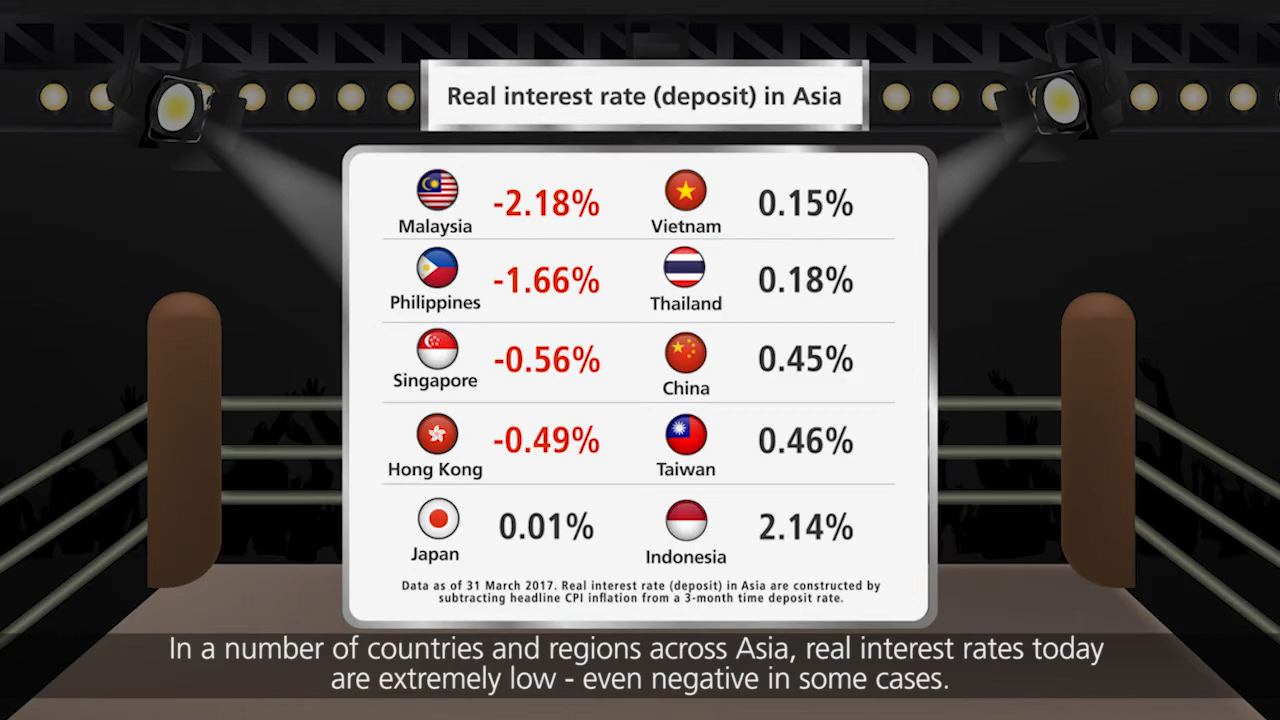 Real interest rate (deposit) in Asia
Malaysia -2.18% Vietnam 0.15%
Philippines -1.66% Thailand 0.18%
Singapore -0.56% China 0.45%
Hong Kong -0.49% Taiwan 0.46%
Japan 0.01% Indonesia 2.14%
Data as of 31 March 2017. Real interest rate (deposit) in Asia are constructed by
subtracting headline CPI inflation from a 3-month time deposit rate.
In a number of countries and regions across Asia, real interest rates today
are extremely low - even negative in some cases.